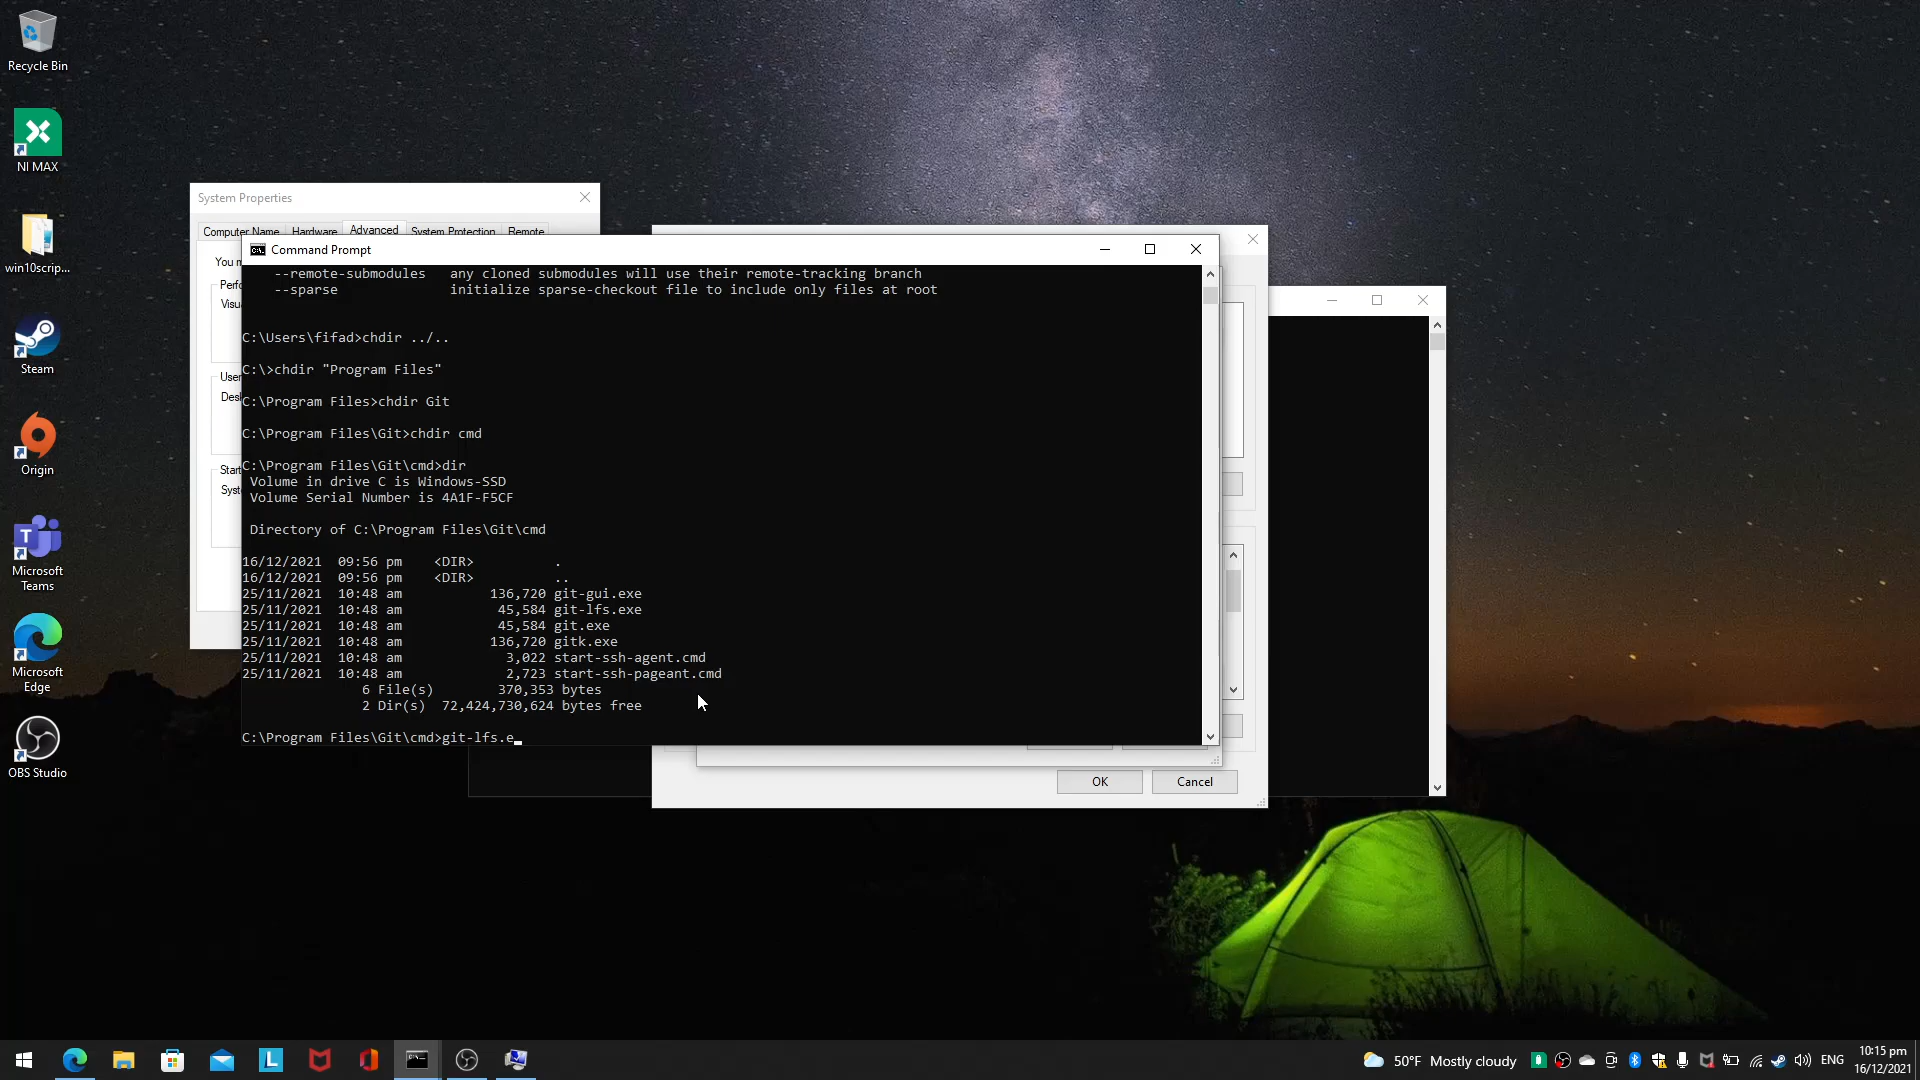 Recycle Bin
NI MAX
win10scrip...
Steam
Origin
Microsoft
Teams
Microsoft
Edge
OBS Studio
System Properties
Computer Name Hardware Advanced System Protection Remote
You m
Perfo
Visu
User
Desk
Start
Syst
Command Prompt
--remote-submodules any cloned submodules will use their remote-tracking branch
--sparse initialize sparse-checkout file to include only files at root
C:\Users\fifad>chdir ../..
C:\>chdir "Program Files"
C:\Program Files>chdir Git
C:\Program Files\Git>chdir cmd
C:\Program Files\Git\cmd>dir
Volume in drive C is Windows-SSD
Volume Serial Number is 4A1F-F5CF
Directory of C:\Program Files\Git\cmd
16/12/2021 09:56 pm <DIR> .
16/12/2021 09:56 pm <DIR> ..
25/11/2021 10:48 am 136,720 git-gui.exe
25/11/2021 10:48 am 45,584 git-lfs.exe
25/11/2021 10:48 am 45,584 git.exe
25/11/2021 10:48 am 136,720 gitk.exe
25/11/2021 10:48 am 3,022 start-ssh-agent.cmd
25/11/2021 10:48 am 2,723 start-ssh-pageant.cmd
6 File(s) 370,353 bytes
2 Dir(s) 72,424,730,624 bytes free
C:\Program Files\Git\cmd>git-lfs.e_
OK Cancel
50°F Mostly cloudy
ENG
10:15 pm
16/12/2021